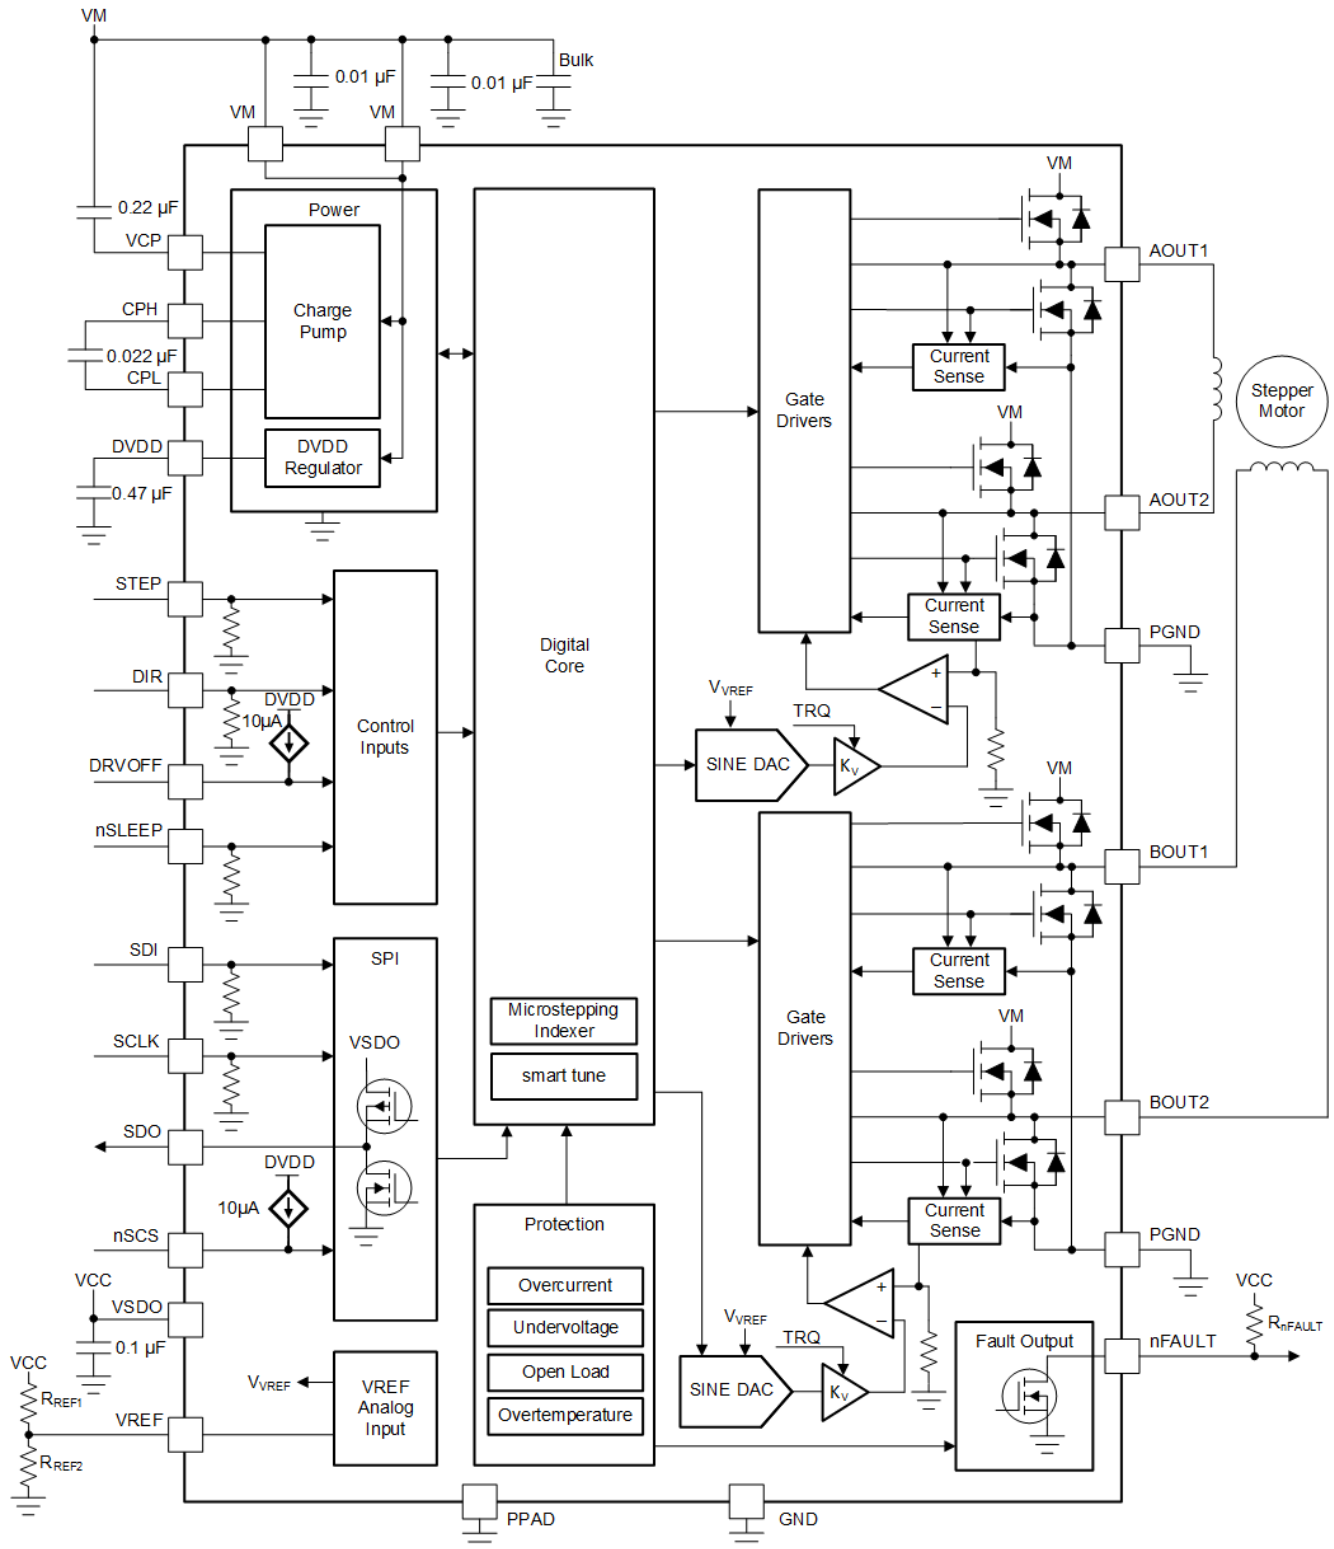 VM
Bulk
0.01 µF
0.01 µF
VM
VM
0.22 µF
VCP
CPH
0.022 µF
CPL
DVDD
0.47 µF
Power
Charge
Pump
DVDD
Regulator
STEP
DIR
DVDD
10µA
DRVOFF
nSLEEP
Control
Inputs
SDI
SCLK
SDO
DVDD
10µA
nSCS
VCC
VSDO
0.1 µF
VCC
RREF1
VREF
RREF2
SPI
VSDO
VVREF
VREF
Analog
Input
Digital
Core
Microstepping
Indexer
smart tune
Protection
Overcurrent
Undervoltage
Open Load
Overtemperature
Gate
Drivers
VM
AOUT1
Current
Sense
VM
AOUT2
Current
Sense
PGND
Stepper
Motor
VVREF
TRQ
SINE DAC
KV
+
−
Gate
Drivers
VM
BOUT1
Current
Sense
VM
BOUT2
Current
Sense
PGND
VVREF
TRQ
SINE DAC
KV
+
−
Fault Output
VCC
RnFAULT
nFAULT
PPAD
GND